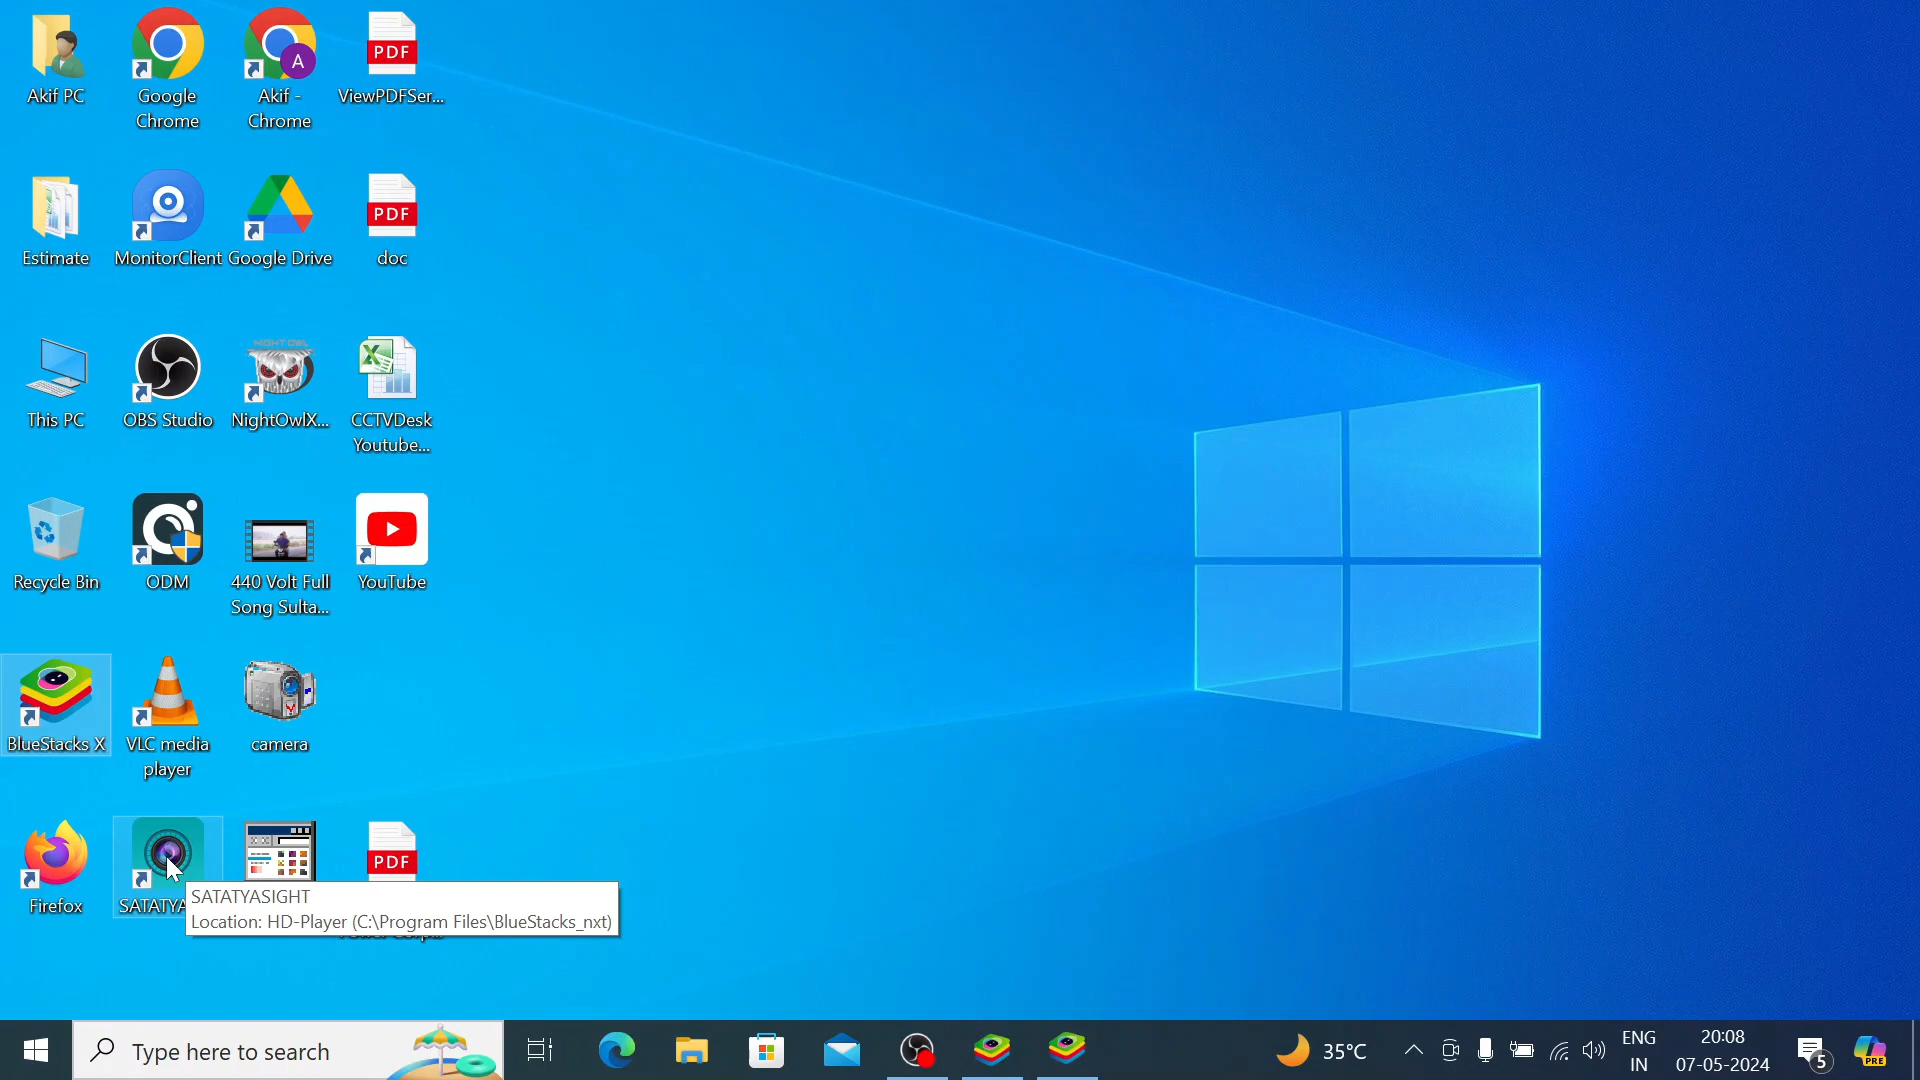 Akif PC
Google
Chrome
A
Akif -
Chrome
PDF
ViewPDFSer...
Estimate
MonitorClient
Google Drive
PDF
doc
This PC
OBS Studio
NIGHT OWL
NightOwlX...
CCTVDesk
Youtube...
Recycle Bin
ODM
440 Volt Full
Song Sulta...
YouTube
BlueStacks X
VLC media
player
camera
Firefox
SATATYA
PDF
SATATYASIGHT
Location: HD-Player (C:\Program Files\BlueStacks_nxt)
Type here to search
35°C
ENG
IN
20:08
07-05-2024
5
PRE